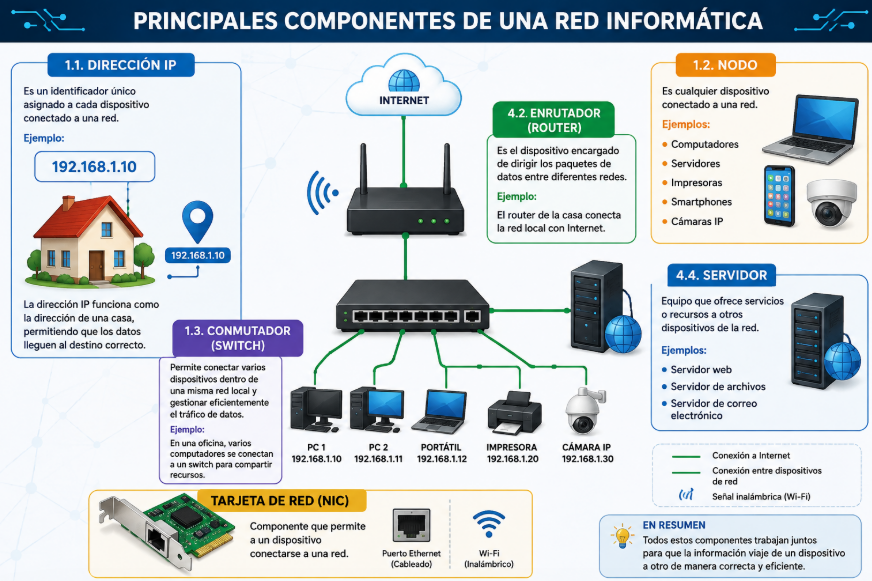 PRINCIPALES COMPONENTES DE UNA RED INFORMÁTICA
1.1. DIRECCIÓN IP
Es un identificador único
asignado a cada dispositivo
conectado a una red.
Ejemplo:
192.168.1.10
192.168.1.10
La dirección IP funciona como
la dirección de una casa,
permitiendo que los datos
lleguen al destino correcto.
INTERNET
4.2. ENRUTADOR
(ROUTER)
Es el dispositivo encargado
de dirigir los paquetes de
datos entre diferentes redes.
Ejemplo:
El router de la casa conecta
la red local con Internet.
1.2. NODO
Es cualquier dispositivo
conectado a una red.
Ejemplos:
• Computadores
• Servidores
• Impresoras
• Smartphones
• Cámaras IP
1.3. CONMUTADOR
(SWITCH)
Permite conectar varios
dispositivos dentro de
una misma red local y
gestionar eficientemente
el tráfico de datos.
Ejemplo:
En una oficina, varios
computadores se conectan
a un switch para compartir
recursos.
PC 1
192.168.1.10
PC 2
192.168.1.11
PORTÁTIL
192.168.1.12
IMPRESORA
192.168.1.20
CÁMARA IP
192.168.1.30
4.4. SERVIDOR
Equipo que ofrece servicios
o recursos a otros
dispositivos de la red.
Ejemplos:
• Servidor web
• Servidor de archivos
• Servidor de correo
electrónico
Conexión a Internet
Conexión entre dispositivos
de red
Señal inalámbrica (Wi-Fi)
TARJETA DE RED (NIC)
Componente que permite
a un dispositivo
conectarse a una red.
Puerto Ethernet
(Cableado)
Wi-Fi
(Inalámbrico)
EN RESUMEN
Todos estos componentes trabajan juntos
para que la información viaje de un dispositivo
a otro de manera correcta y eficiente.